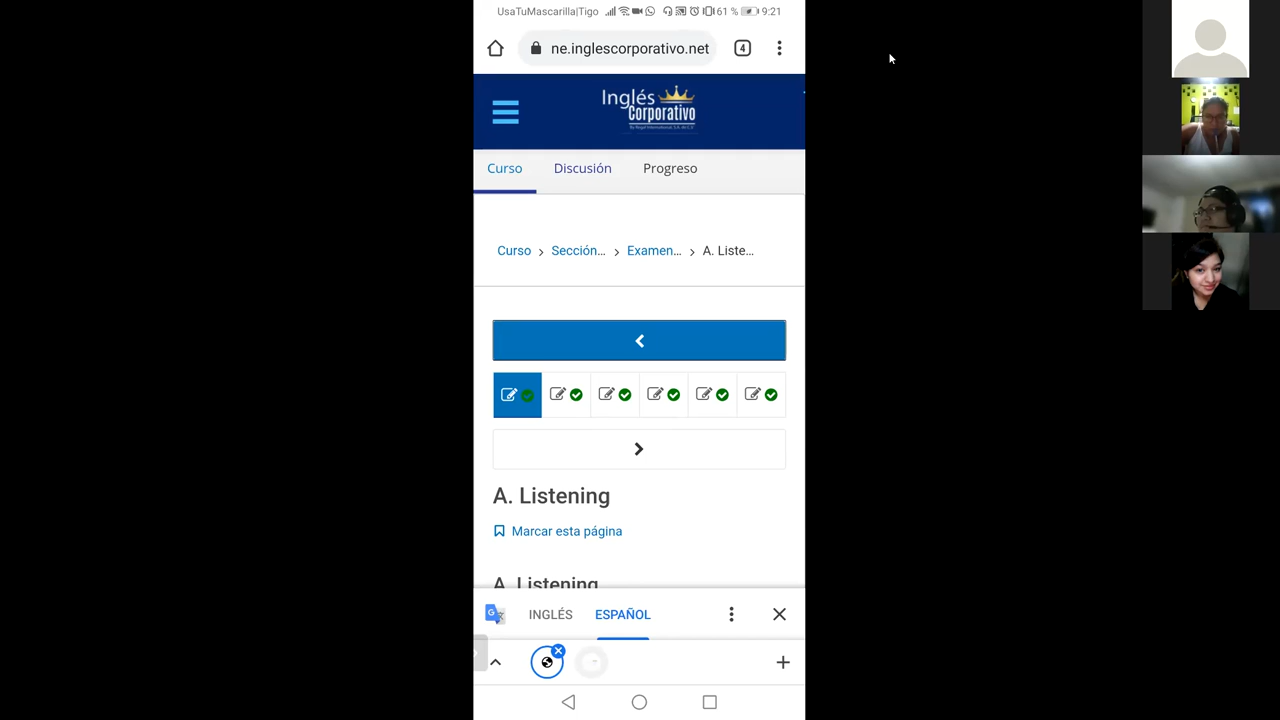 UsaTuMascarilla|Tigo 61 % 9:21
ne.inglescorporativo.net 4
Inglés
Corporativo
Curso Discusión Progreso
Curso > Sección... > Examen... > A. Liste...
A. Listening
Marcar esta página
A. Listening
INGLÉS ESPAÑOL